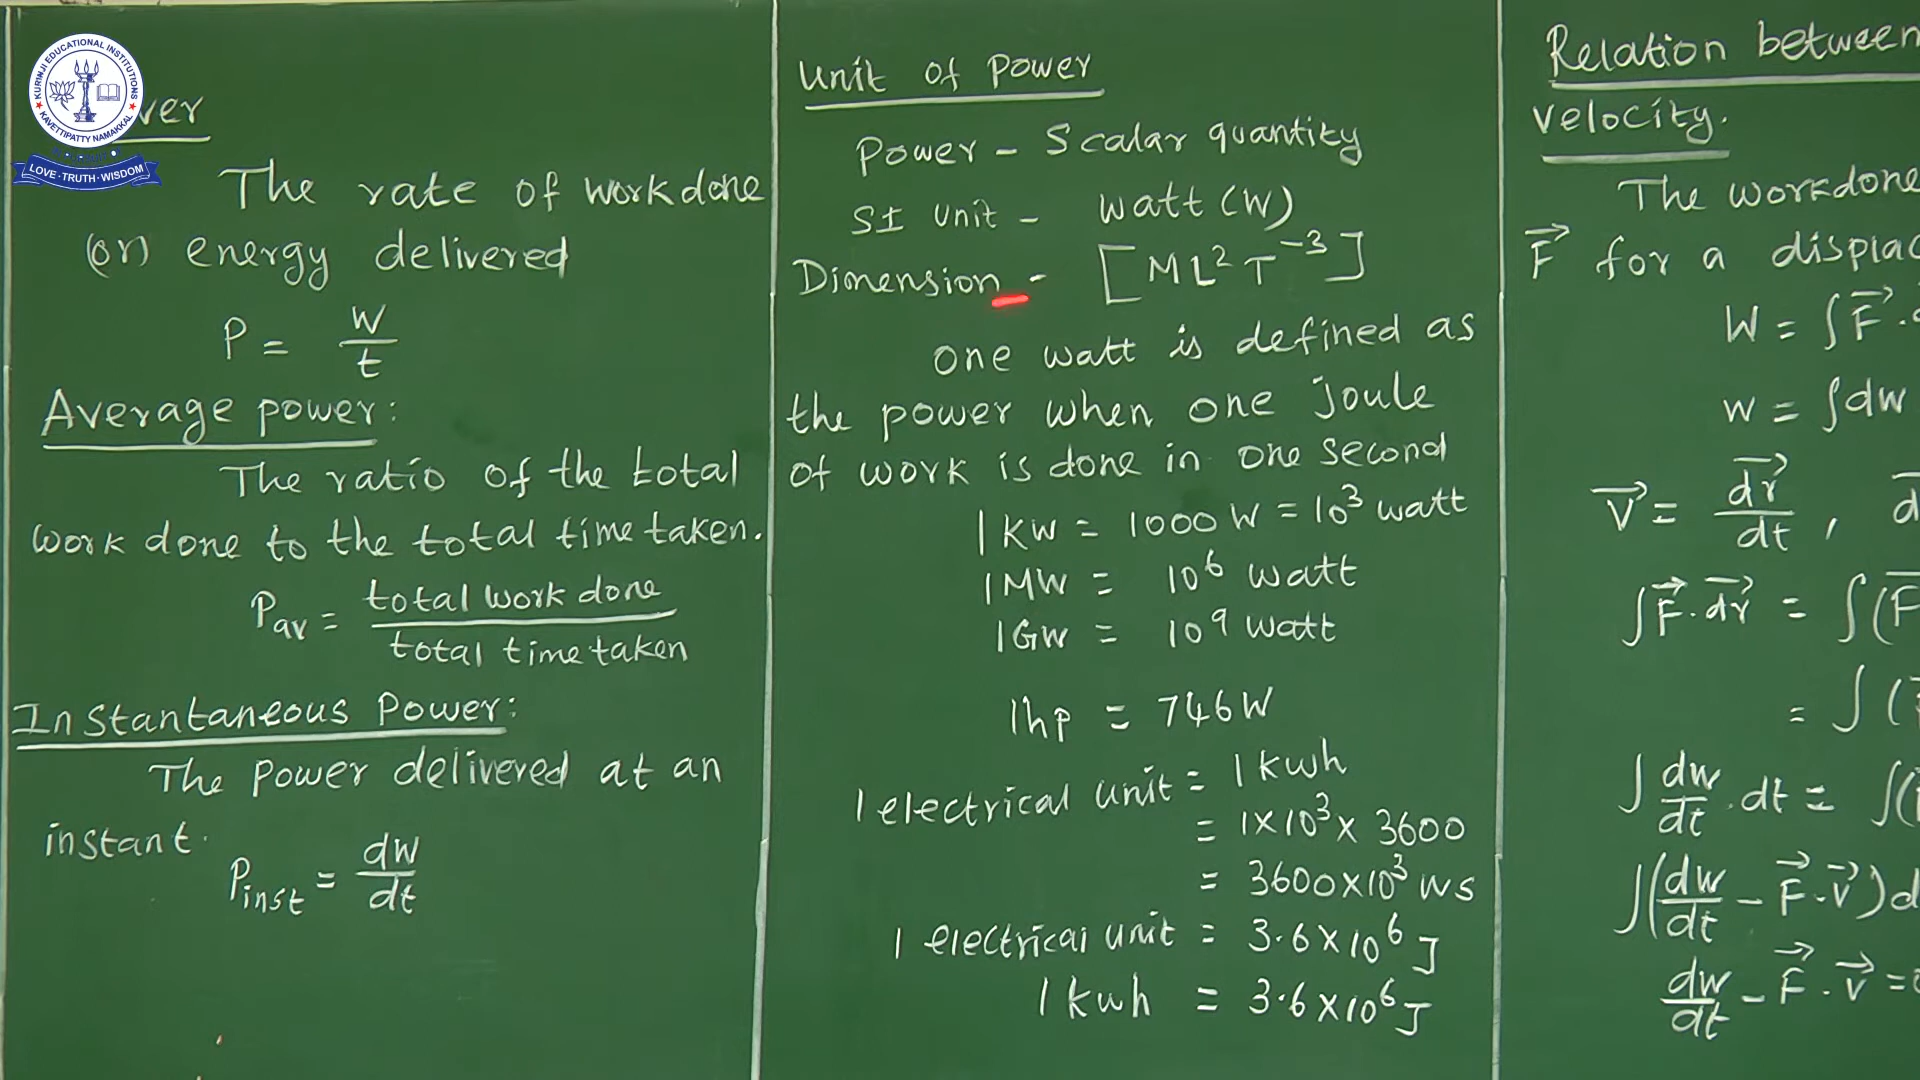 KURINJI EDUCATIONAL INSTITUTIONS
KAVETTIPATTY NAMAKKAL
LOVE · TRUTH · WISDOM
The rate of workdone
(or) energy delivered
P = W/t
Average power:
The ratio of the total
work done to the total time taken.
Pav = total work done / total time taken
Instantaneous Power:
The Power delivered at an
instant.
Pinst = dW/dt
Unit of Power
Power - Scalar quantity
SI Unit - watt (W)
Dimension - [ML²T⁻³]
One watt is defined as
the power when one joule
of work is done in one second
1 KW = 1000 W = 10³ watt
1 MW = 10⁶ watt
1 GW = 10⁹ watt
1 hp = 746 W
1 electrical unit = 1 kwh
= 1 × 10³ × 3600
= 3600 × 10³ ws
1 electrical unit = 3.6 × 10⁶ J
1 kwh = 3.6 × 10⁶ J
Relation between
velocity.
The workdone
F⃗ for a
W = ∫F⃗ ·
w = ∫dw
V⃗ = dr⃗/dt ,
∫F⃗ · dr⃗ = ∫(F⃗
= ∫(
∫ dw/dt · dt = ∫(
∫(dw/dt - F⃗ · V⃗)d
dw/dt - F⃗ · V⃗ =